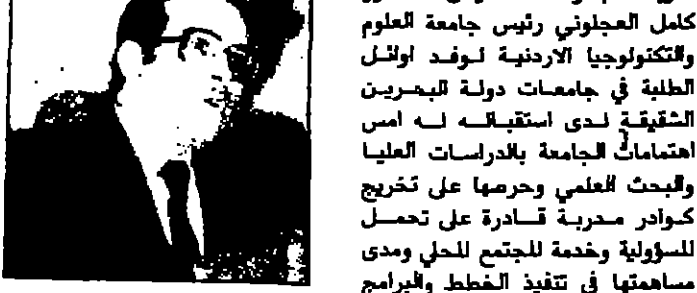 كامل العجلوني رئيس جامعة العلوم
والتكنولوجيا الاردنية لوفد اوائل
الطلبة في جامعات دولة البحرين
الشقيقة لدى استقباله له امس
اهتمامات الجامعة بالدراسات العليا
والبحث العلمي وحرصها على تخريج
كوادر مدربة قادرة على تحمل
المسؤولية وخدمة المجتمع المحلي ومدى
مساهمتها في تنفيذ الخطط والبرامج